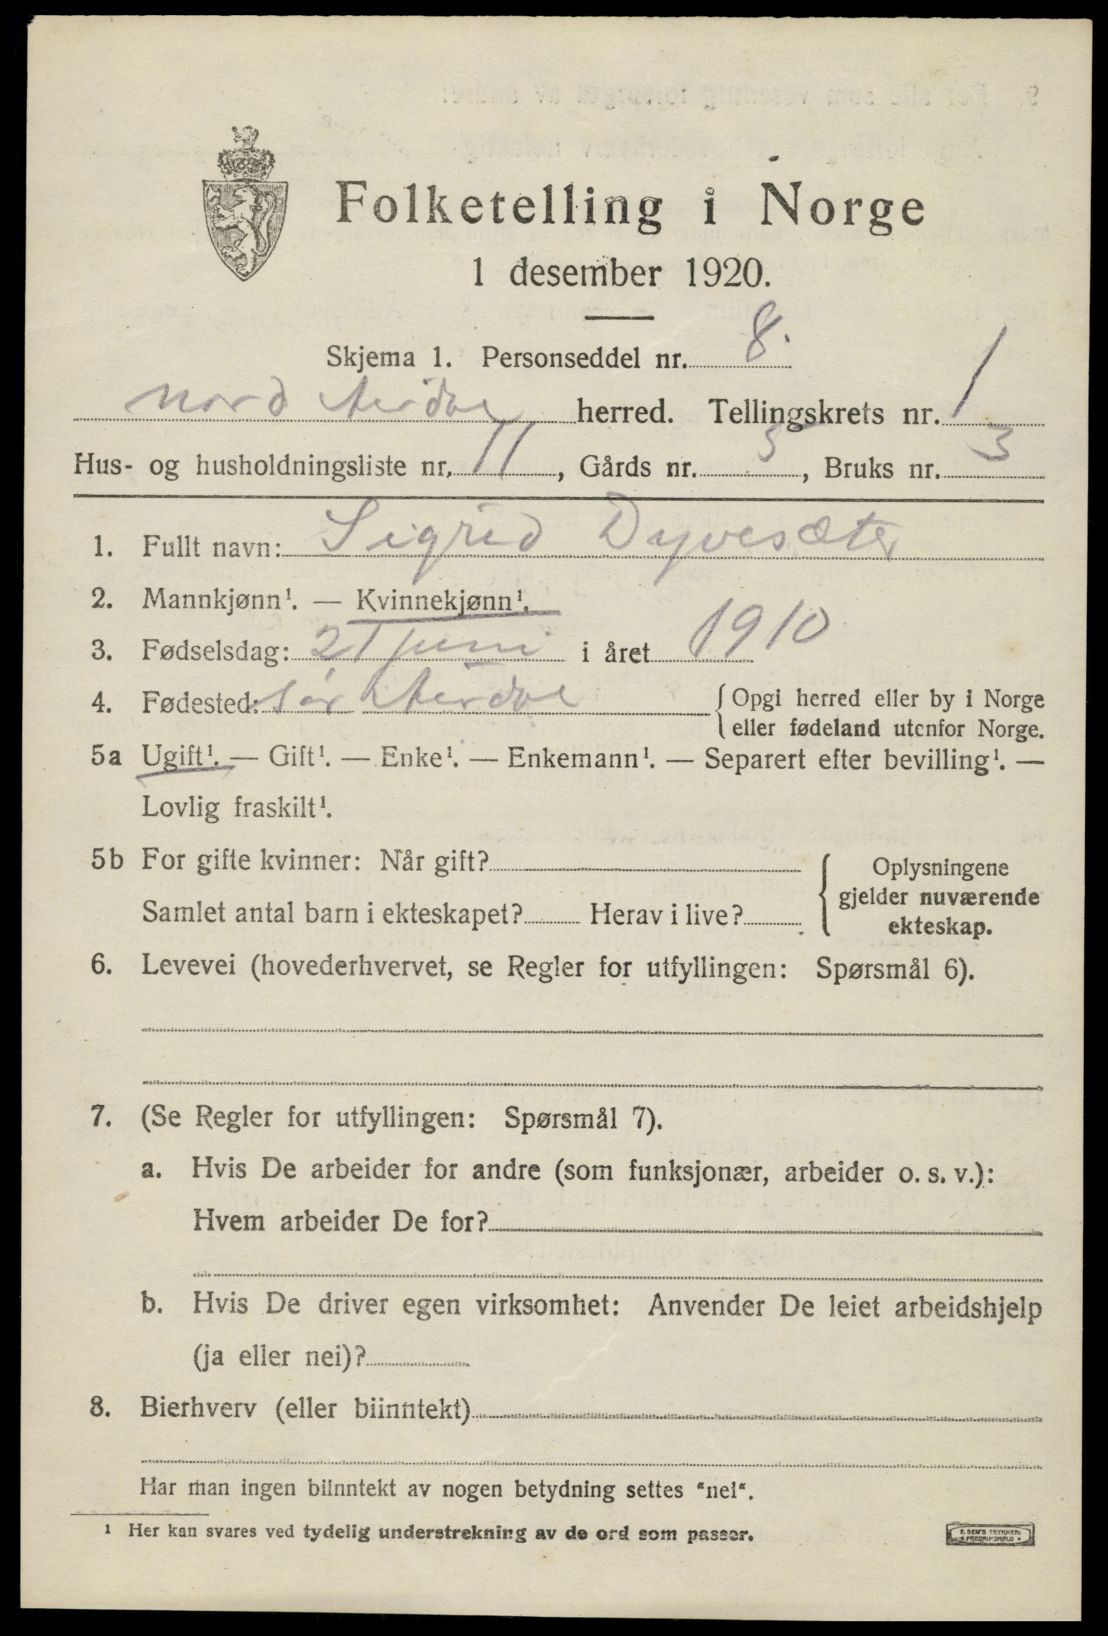 Folketelling i Norge
1 desember 1920.
Skjema 1. Personseddel nr. 8.
Nord Aurdal herred. Tellingskrets nr. 1
Hus- og husholdningsliste nr. 11, Gårds nr. 5, Bruks nr. 3
1. Fullt navn: Sigrid Dyvesæter
2. Mannkjønn¹. — Kvinnekjønn¹.
3. Fødselsdag: 21 juni i året 1910
4. Fødested: sør Aurdal { Opgi herred eller by i Norge
eller fødeland utenfor Norge.
5a Ugift¹. — Gift¹. — Enke¹. — Enkemann¹. — Separert efter bevilling¹. —
Lovlig fraskilt¹.
5b For gifte kvinner: Når gift?
Samlet antal barn i ekteskapet? Herav i live?
{ Oplysningene
gjelder nuværende
ekteskap.
6. Levevei (hovederhvervet, se Regler for utfyllingen: Spørsmål 6).
7. (Se Regler for utfyllingen: Spørsmål 7).
a. Hvis De arbeider for andre (som funksjonær, arbeider o. s. v.):
Hvem arbeider De for?
b. Hvis De driver egen virksomhet: Anvender De leiet arbeidshjelp
(ja eller nei)?
8. Bierhverv (eller biinntekt)
Har man ingen biinntekt av nogen betydning settes "nei".
¹ Her kan svares ved tydelig understrekning av de ord som passer.
E. SEM'S TRYKKERI
FREDRIKSHALD